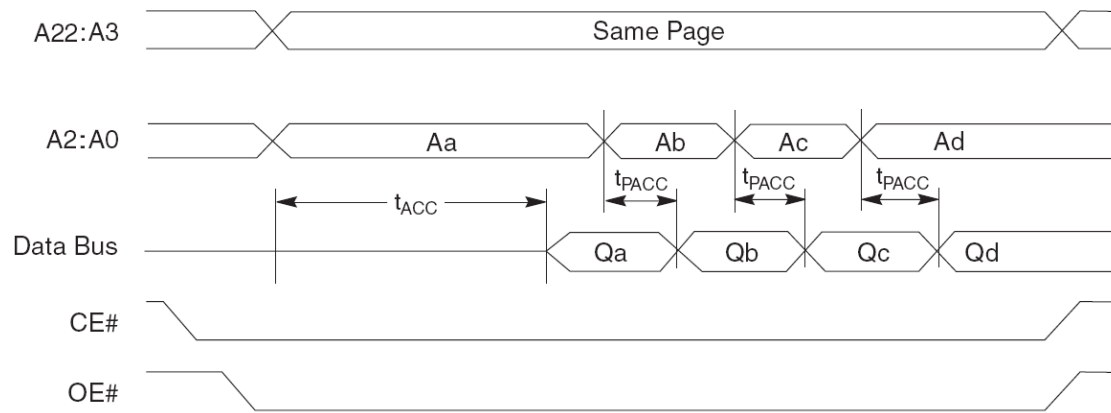 A22:A3 Same Page
A2:A0 Aa Ab Ac Ad
tPACC tPACC tPACC
tACC
Data Bus Qa Qb Qc Qd
CE#
OE#